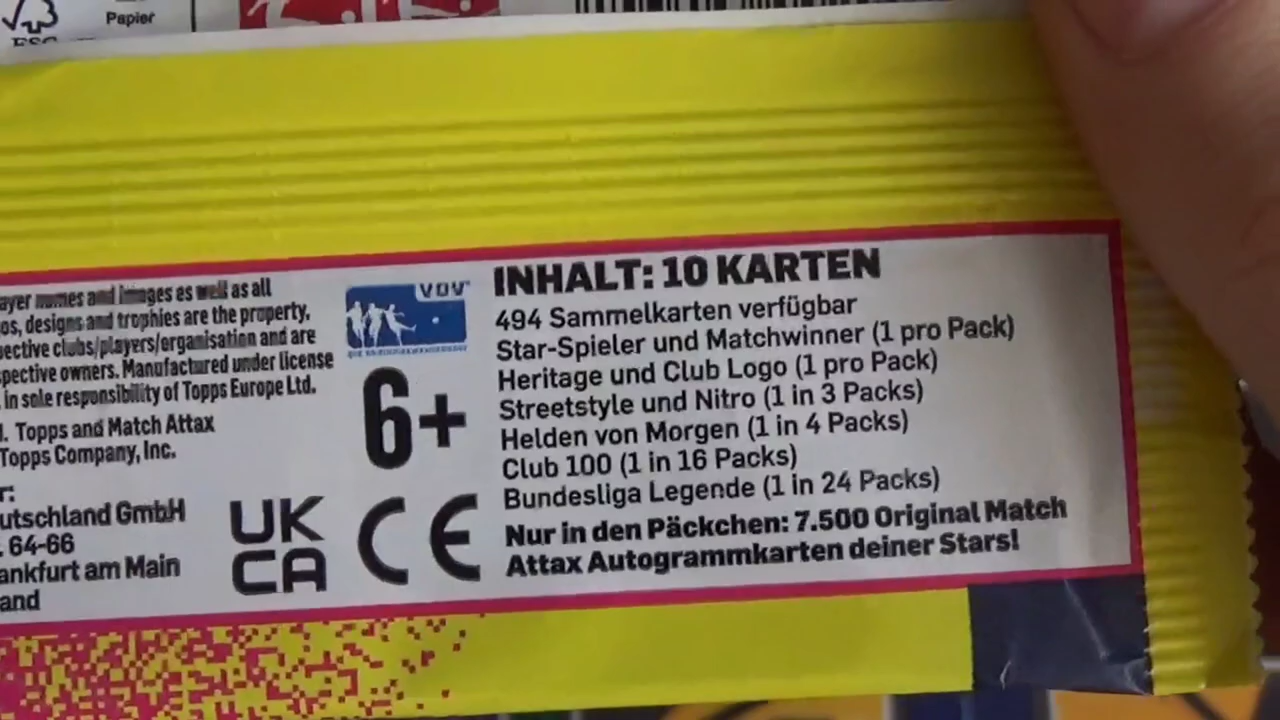 Papier
FSC
ayer names and images as well as all
os, designs and trophies are the property,
pective clubs/players/organisation and are
spective owners. Manufactured under license
in sole responsibility of Topps Europe Ltd.
. Topps and Match Attax
Topps Company, Inc.
r:
utschland GmbH
. 64-66
ankfurt am Main
and
VDV
6+
UK
CA
CE
INHALT: 10 KARTEN
494 Sammelkarten verfügbar
Star-Spieler und Matchwinner (1 pro Pack)
Heritage und Club Logo (1 pro Pack)
Streetstyle und Nitro (1 in 3 Packs)
Helden von Morgen (1 in 4 Packs)
Club 100 (1 in 16 Packs)
Bundesliga Legende (1 in 24 Packs)
Nur in den Päckchen: 7.500 Original Match
Attax Autogrammkarten deiner Stars!